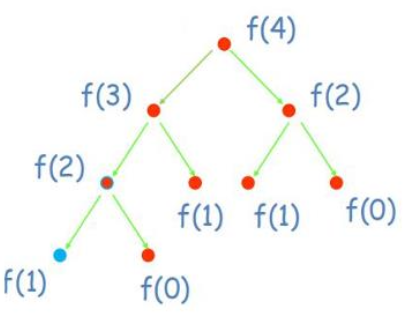 f(4)
f(3) f(2)
f(2)
f(1) f(1) f(0)
f(1) f(0)